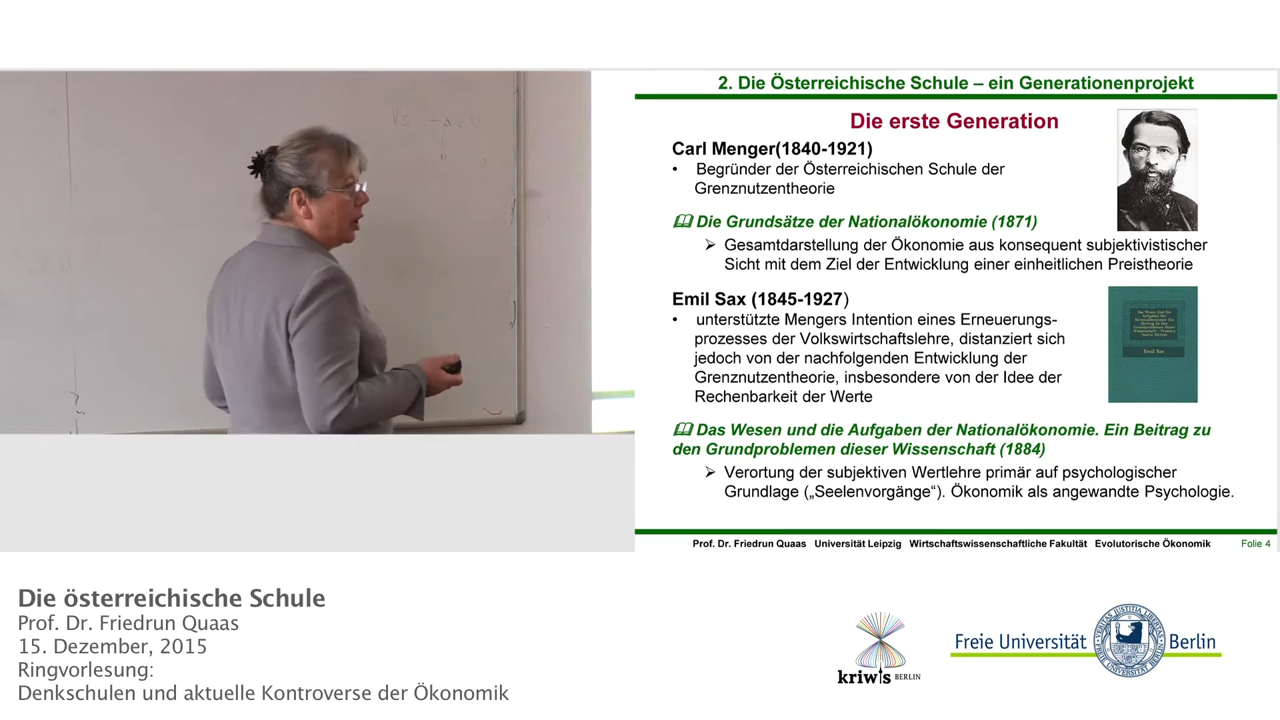 2. Die Österreichische Schule – ein Generationenprojekt
Die erste Generation
Carl Menger(1840-1921)
• Begründer der Österreichischen Schule der
Grenznutzentheorie
Die Grundsätze der Nationalökonomie (1871)
Gesamtdarstellung der Ökonomie aus konsequent subjektivistischer
Sicht mit dem Ziel der Entwicklung einer einheitlichen Preistheorie
Emil Sax (1845-1927)
• unterstützte Mengers Intention eines Erneuerungs-
prozesses der Volkswirtschaftslehre, distanziert sich
jedoch von der nachfolgenden Entwicklung der
Grenznutzentheorie, insbesondere von der Idee der
Rechenbarkeit der Werte
Emil Sax
Das Wesen und die Aufgaben der Nationalökonomie. Ein Beitrag zu
den Grundproblemen dieser Wissenschaft (1884)
Verortung der subjektiven Wertlehre primär auf psychologischer
Grundlage („Seelenvorgänge“). Ökonomik als angewandte Psychologie.
Prof. Dr. Friedrun Quaas Universität Leipzig Wirtschaftswissenschaftliche Fakultät Evolutorische Ökonomik Folie 4
Die österreichische Schule
Prof. Dr. Friedrun Quaas
15. Dezember, 2015
Ringvorlesung:
Denkschulen und aktuelle Kontroverse der Ökonomik
kriwis BERLIN
Freie Universität Berlin